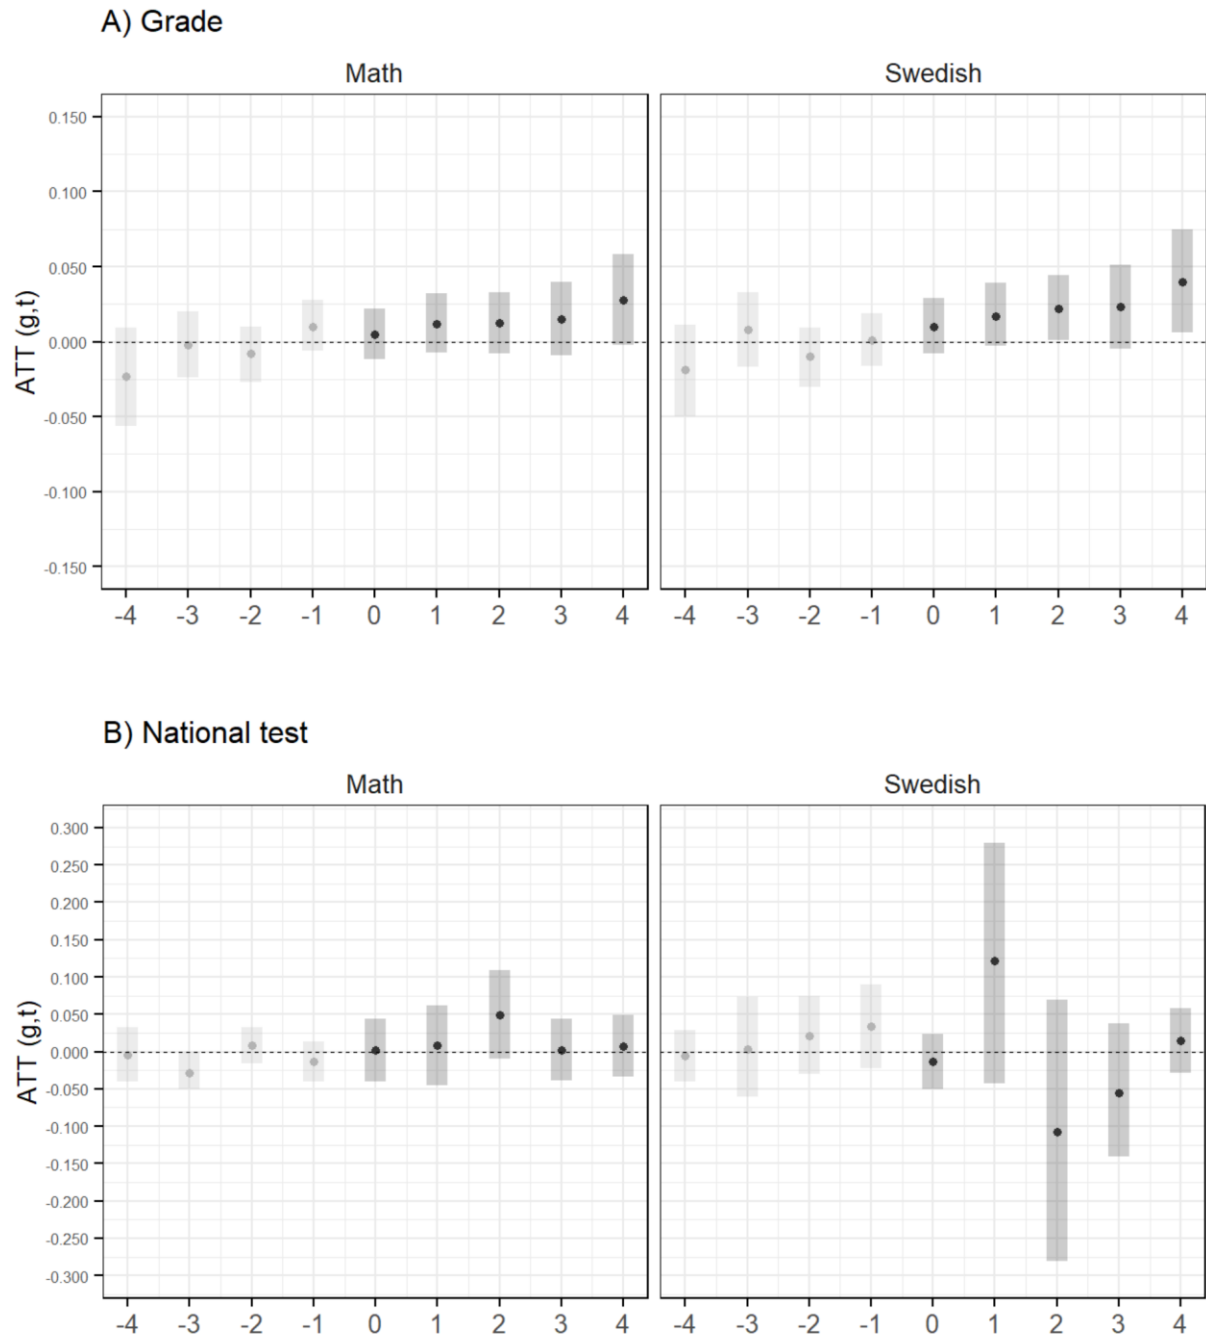 A) Grade
Math
Swedish
ATT (g,t)
0.150
0.100
0.050
0.000
-0.050
-0.100
-0.150
-4 -3 -2 -1 0 1 2 3 4
-4 -3 -2 -1 0 1 2 3 4
B) National test
Math
Swedish
ATT (g,t)
0.300
0.250
0.200
0.150
0.100
0.050
0.000
-0.050
-0.100
-0.150
-0.200
-0.250
-0.300
-4 -3 -2 -1 0 1 2 3 4
-4 -3 -2 -1 0 1 2 3 4